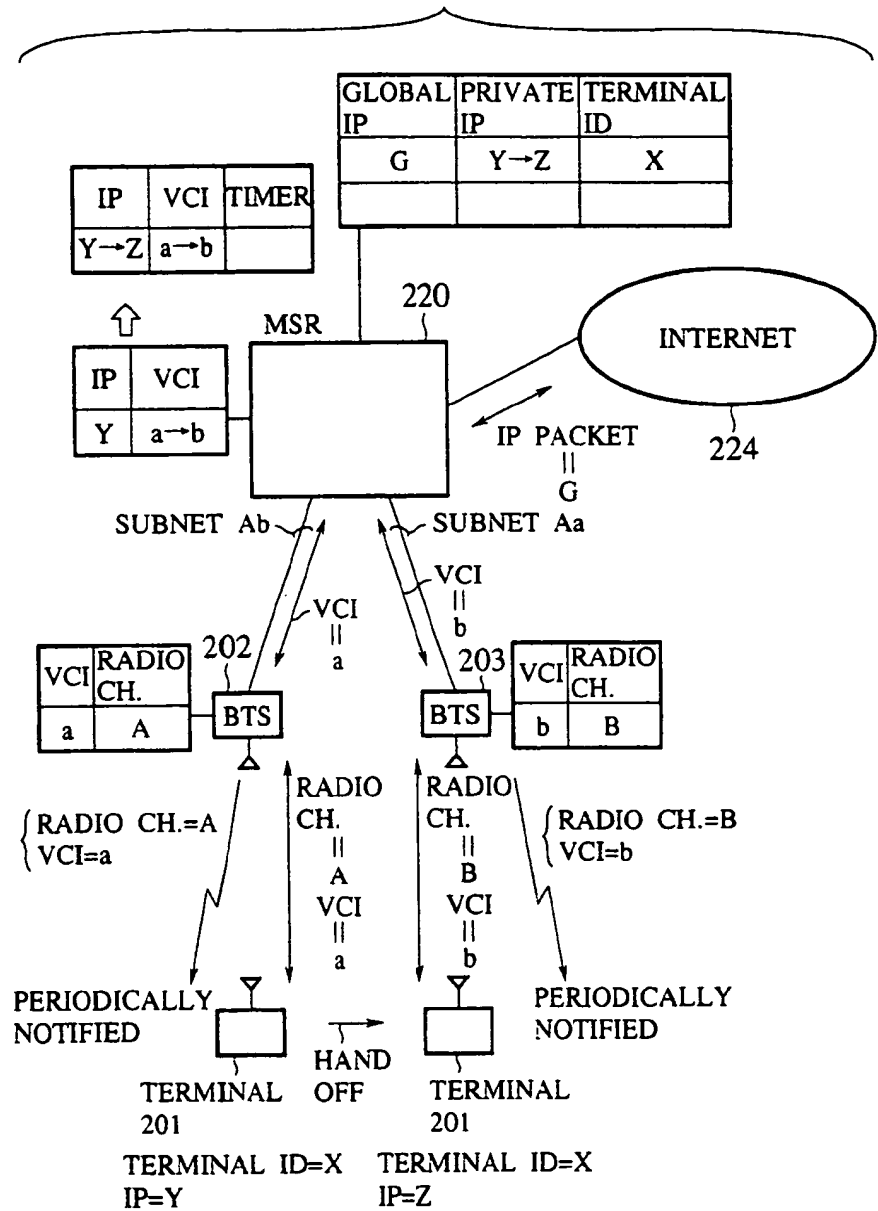 GLOBAL IP PRIVATE IP TERMINAL ID
G Y→Z X
IP VCI TIMER
Y→Z a→b
220
MSR
INTERNET
IP VCI
Y a→b
224
IP PACKET
=
G
SUBNET Ab
SUBNET Aa
VCI
=
a
VCI
=
b
202
203
VCI RADIO CH.
a A
BTS
BTS
VCI RADIO CH.
b B
RADIO CH.=A
VCI=a
RADIO
CH.
=
A
VCI
=
a
RADIO
CH.
=
B
VCI
=
b
RADIO CH.=B
VCI=b
PERIODICALLY
NOTIFIED
HAND
OFF
PERIODICALLY
NOTIFIED
TERMINAL
201
TERMINAL
201
TERMINAL ID=X
IP=Y
TERMINAL ID=X
IP=Z